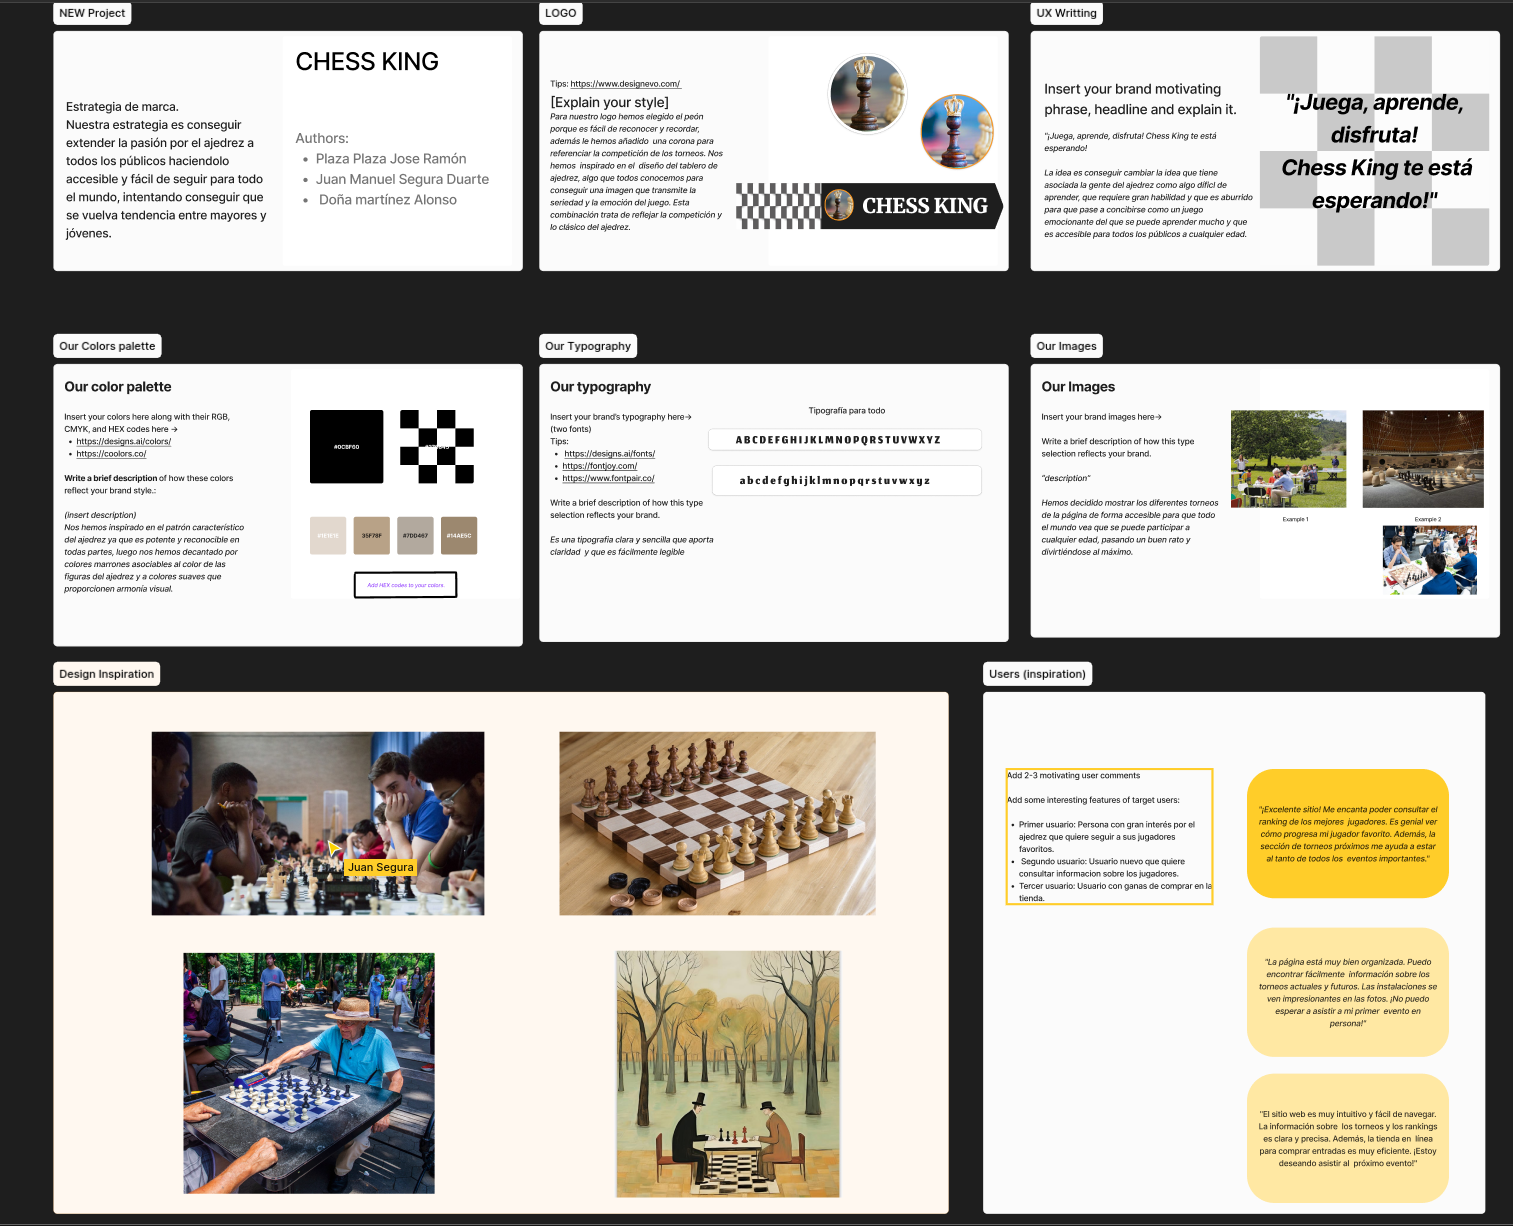 NEW Project
CHESS KING
Estrategia de marca.
Nuestra estrategia es conseguir
extender la pasión por el ajedrez a
todos los públicos haciendolo
accesible y fácil de seguir para todo
el mundo, intentando conseguir que
se vuelva tendencia entre mayores y
jóvenes.
Authors:
• Plaza Plaza Jose Ramón
• Juan Manuel Segura Duarte
• Doña martínez Alonso
LOGO
Tips: https://www.designevo.com/
[Explain your style]
Para nuestro logo hemos elegido el peón
porque es fácil de reconocer y recordar,
además le hemos añadido una corona para
referenciar la competición de los torneos. Nos
hemos inspirado en el diseño del tablero de
ajedrez, algo que todos conocemos para
conseguir una imagen que transmite la
seriedad y la emoción del juego. Esta
combinación trata de reflejar la competición y
lo clásico del ajedrez.
CHESS KING
UX Writting
Insert your brand motivating
phrase, headline and explain it.
"¡Juega, aprende, disfruta! Chess King te está
esperando!
La idea es conseguir cambiar la idea que tiene
asociada la gente del ajedrez como algo difícil de
aprender, que requiere gran habilidad y que es aburrido
para que pase a concibirse como un juego
emocionante del que se puede aprender mucho y que
es accesible para todos los públicos a cualquier edad.
"¡Juega, aprende,
disfruta!
Chess King te está
esperando!"
Our Colors palette
Our color palette
Insert your colors here along with their RGB,
CMYK, and HEX codes here →
• https://designs.ai/colors/
• https://coolors.co/
Write a brief description of how these colors
reflect your brand style.:
(insert description)
Nos hemos inspirado en el patrón característico
del ajedrez ya que es potente y reconocible en
todas partes, luego nos hemos decantado por
colores marrones asociables al color de las
figuras del ajedrez y a colores suaves que
proporcionen armonía visual.
#0CBF6D
#1E1E1E
35F78F
#7DD467
#14AE5C
Add HEX codes to your colors.
Our Typography
Our typography
Insert your brand's typography here→
(two fonts)
Tips:
• https://designs.ai/fonts/
• https://fontjoy.com/
• https://www.fontpair.co/
Write a brief description of how this type
selection reflects your brand.
Es una tipografia clara y sencilla que aporta
claridad y que es fácilmente legible
Tipografía para todo
ABCDEFGHIJKLMNOPQRSTUVWXYZ
abcdefghijklmnopqrstuvwxyz
Our Images
Our Images
Insert your brand images here→
Write a brief description of how this type
selection reflects your brand.
"description"
Hemos decidido mostrar los diferentes torneos
de la página de forma accesible para que todo
el mundo vea que se puede participar a
cualquier edad, pasando un buen rato y
divirtiéndose al máximo.
Example 1
Example 2
Design Inspiration
Juan Segura
Users (inspiration)
Add 2-3 motivating user comments
Add some interesting features of target users:
• Primer usuario: Persona con gran interés por el
ajedrez que quiere seguir a sus jugadores
favoritos.
• Segundo usuario: Usuario nuevo que quiere
consultar informacion sobre los jugadores.
• Tercer usuario: Usuario con ganas de comprar en la
tienda.
"¡Excelente sitio! Me encanta poder consultar el
ranking de los mejores jugadores. Es genial ver
cómo progresa mi jugador favorito. Además, la
sección de torneos próximos me ayuda a estar
al tanto de todos los eventos importantes."
"La página está muy bien organizada. Puedo
encontrar fácilmente información sobre los
torneos actuales y futuros. Las instalaciones se
ven impresionantes en las fotos. ¡No puedo
esperar a asistir a mi primer evento en
persona!"
"El sitio web es muy intuitivo y fácil de navegar.
La información sobre los torneos y los rankings
es clara y precisa. Además, la tienda en línea
para comprar entradas es muy eficiente. ¡Estoy
deseando asistir al próximo evento!"